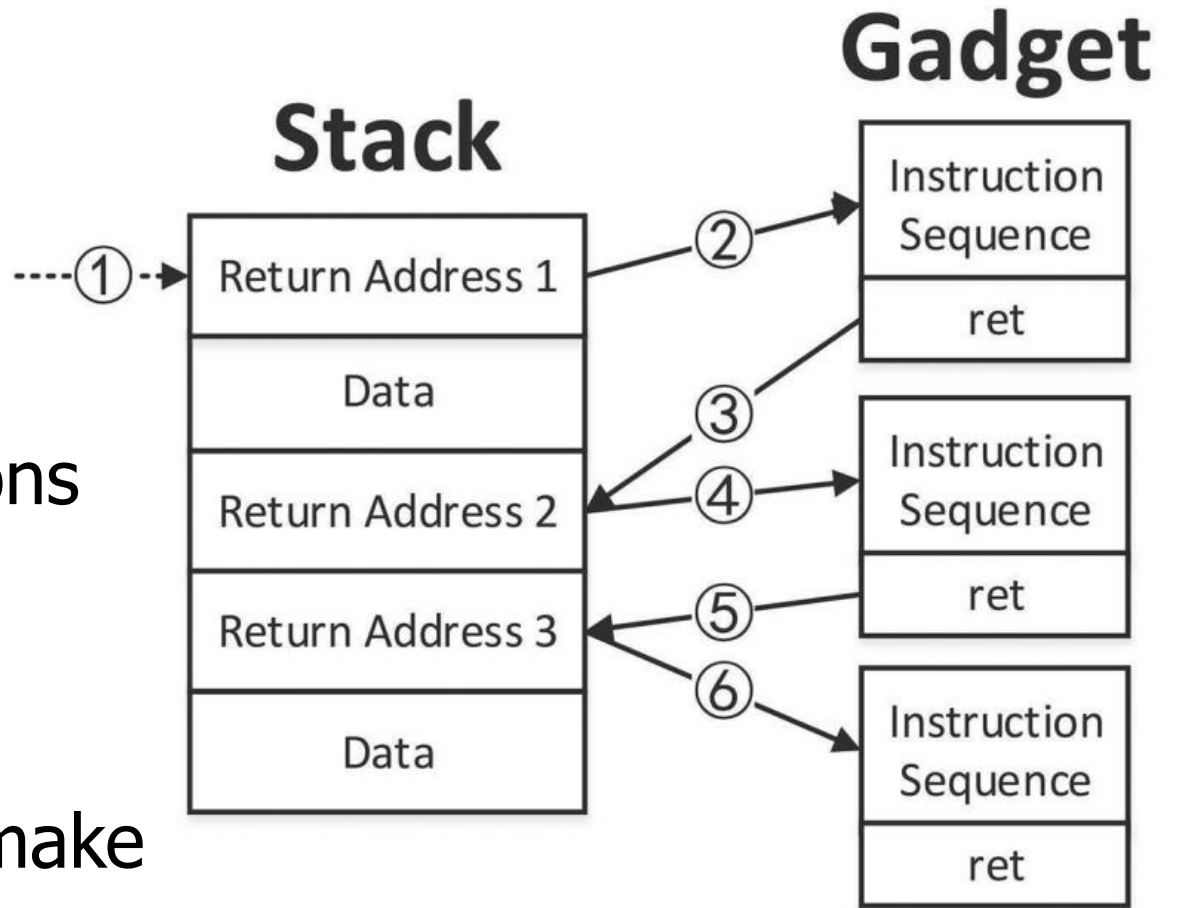 Gadget
Stack
Instruction
Sequence
ret
①
②
Return Address 1
Data
③
ons
Return Address 2
④
Instruction
Sequence
ret
⑤
Return Address 3
⑥
Data
Instruction
Sequence
ret
make